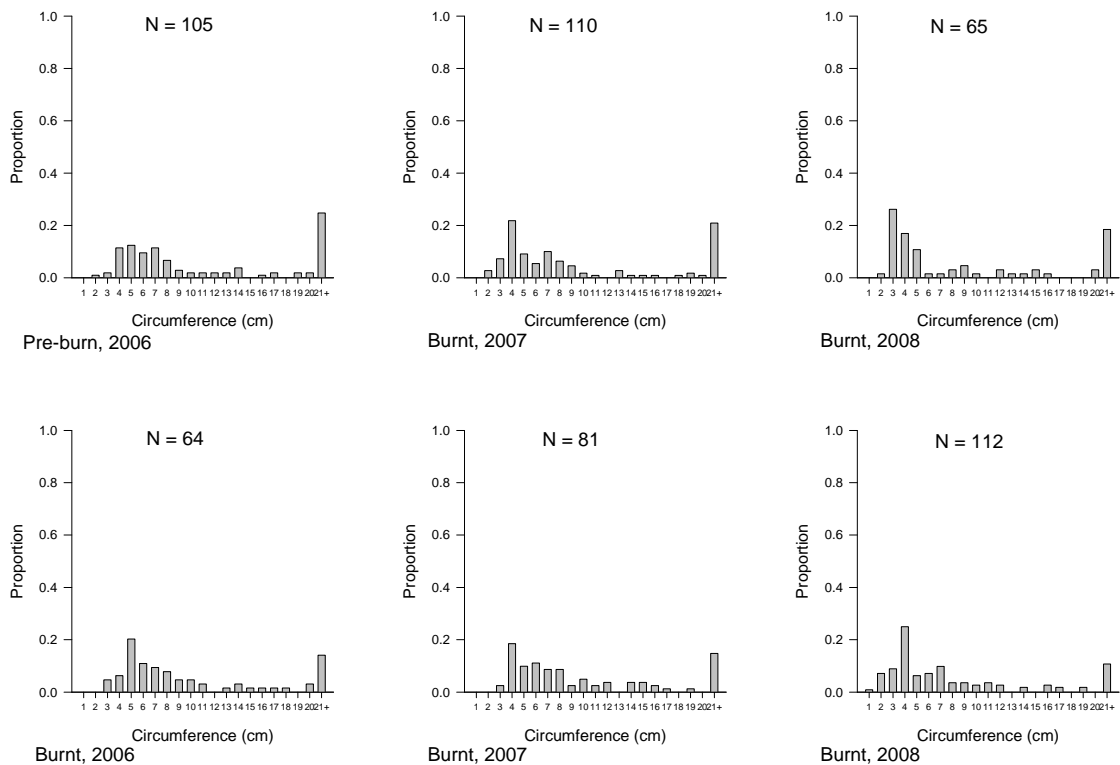 N = 105
1.0
0.8
0.6
0.4
0.2
0.0
Proportion
1 2 3 4 5 6 7 8 9 10 11 12 13 14 15 16 17 18 19 20 21+
Circumference (cm)
Pre-burn, 2006
N = 110
1.0
0.8
0.6
0.4
0.2
0.0
Proportion
1 2 3 4 5 6 7 8 9 10 11 12 13 14 15 16 17 18 19 20 21+
Circumference (cm)
Burnt, 2007
N = 65
1.0
0.8
0.6
0.4
0.2
0.0
Proportion
1 2 3 4 5 6 7 8 9 10 11 12 13 14 15 16 17 18 19 20 21+
Circumference (cm)
Burnt, 2008
N = 64
1.0
0.8
0.6
0.4
0.2
0.0
Proportion
1 2 3 4 5 6 7 8 9 10 11 12 13 14 15 16 17 18 19 20 21+
Circumference (cm)
Burnt, 2006
N = 81
1.0
0.8
0.6
0.4
0.2
0.0
Proportion
1 2 3 4 5 6 7 8 9 10 11 12 13 14 15 16 17 18 19 20 21+
Circumference (cm)
Burnt, 2007
N = 112
1.0
0.8
0.6
0.4
0.2
0.0
Proportion
1 2 3 4 5 6 7 8 9 10 11 12 13 14 15 16 17 18 19 20 21+
Circumference (cm)
Burnt, 2008